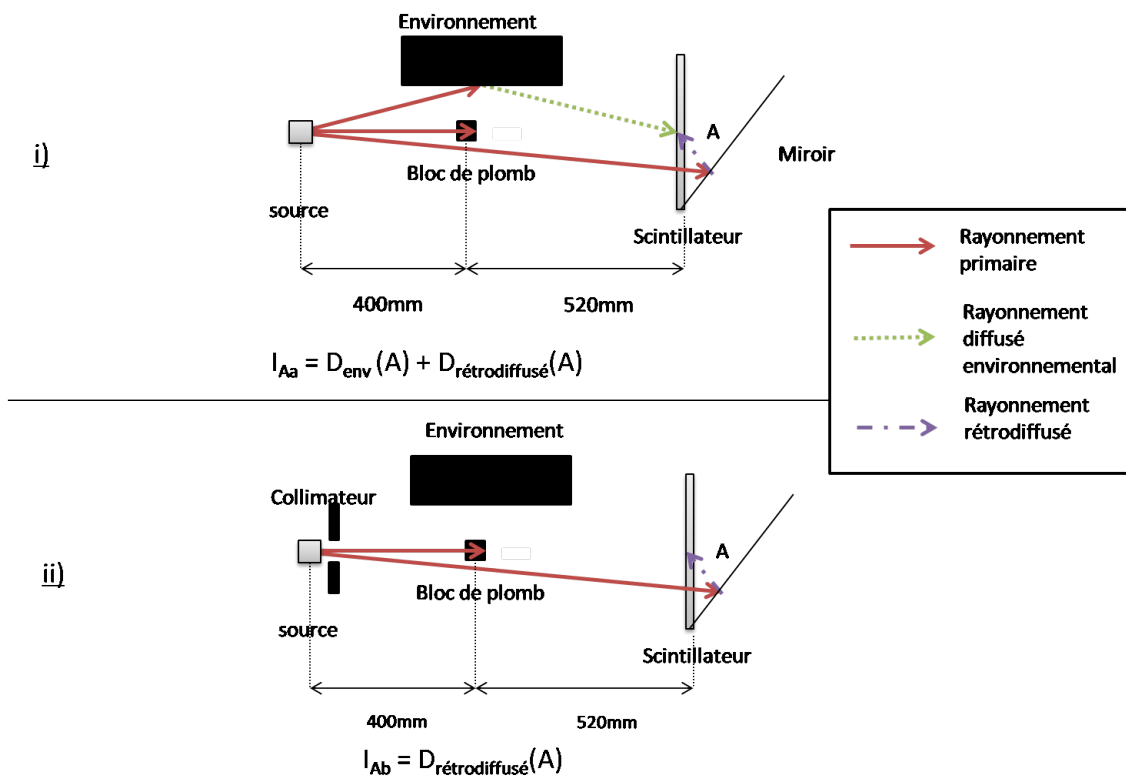 Environnement
i)
A
Miroir
Bloc de plomb
source
Scintillateur
400mm
520mm
I_Aa = D_env (A) + D_rétrodiffusé(A)
Rayonnement
primaire
Rayonnement
diffusé
environmental
Rayonnement
rétrodiffusé
Environnement
Collimateur
A
ii)
Bloc de plomb
source
Scintillateur
400mm
520mm
I_Ab = D_rétrodiffusé(A)